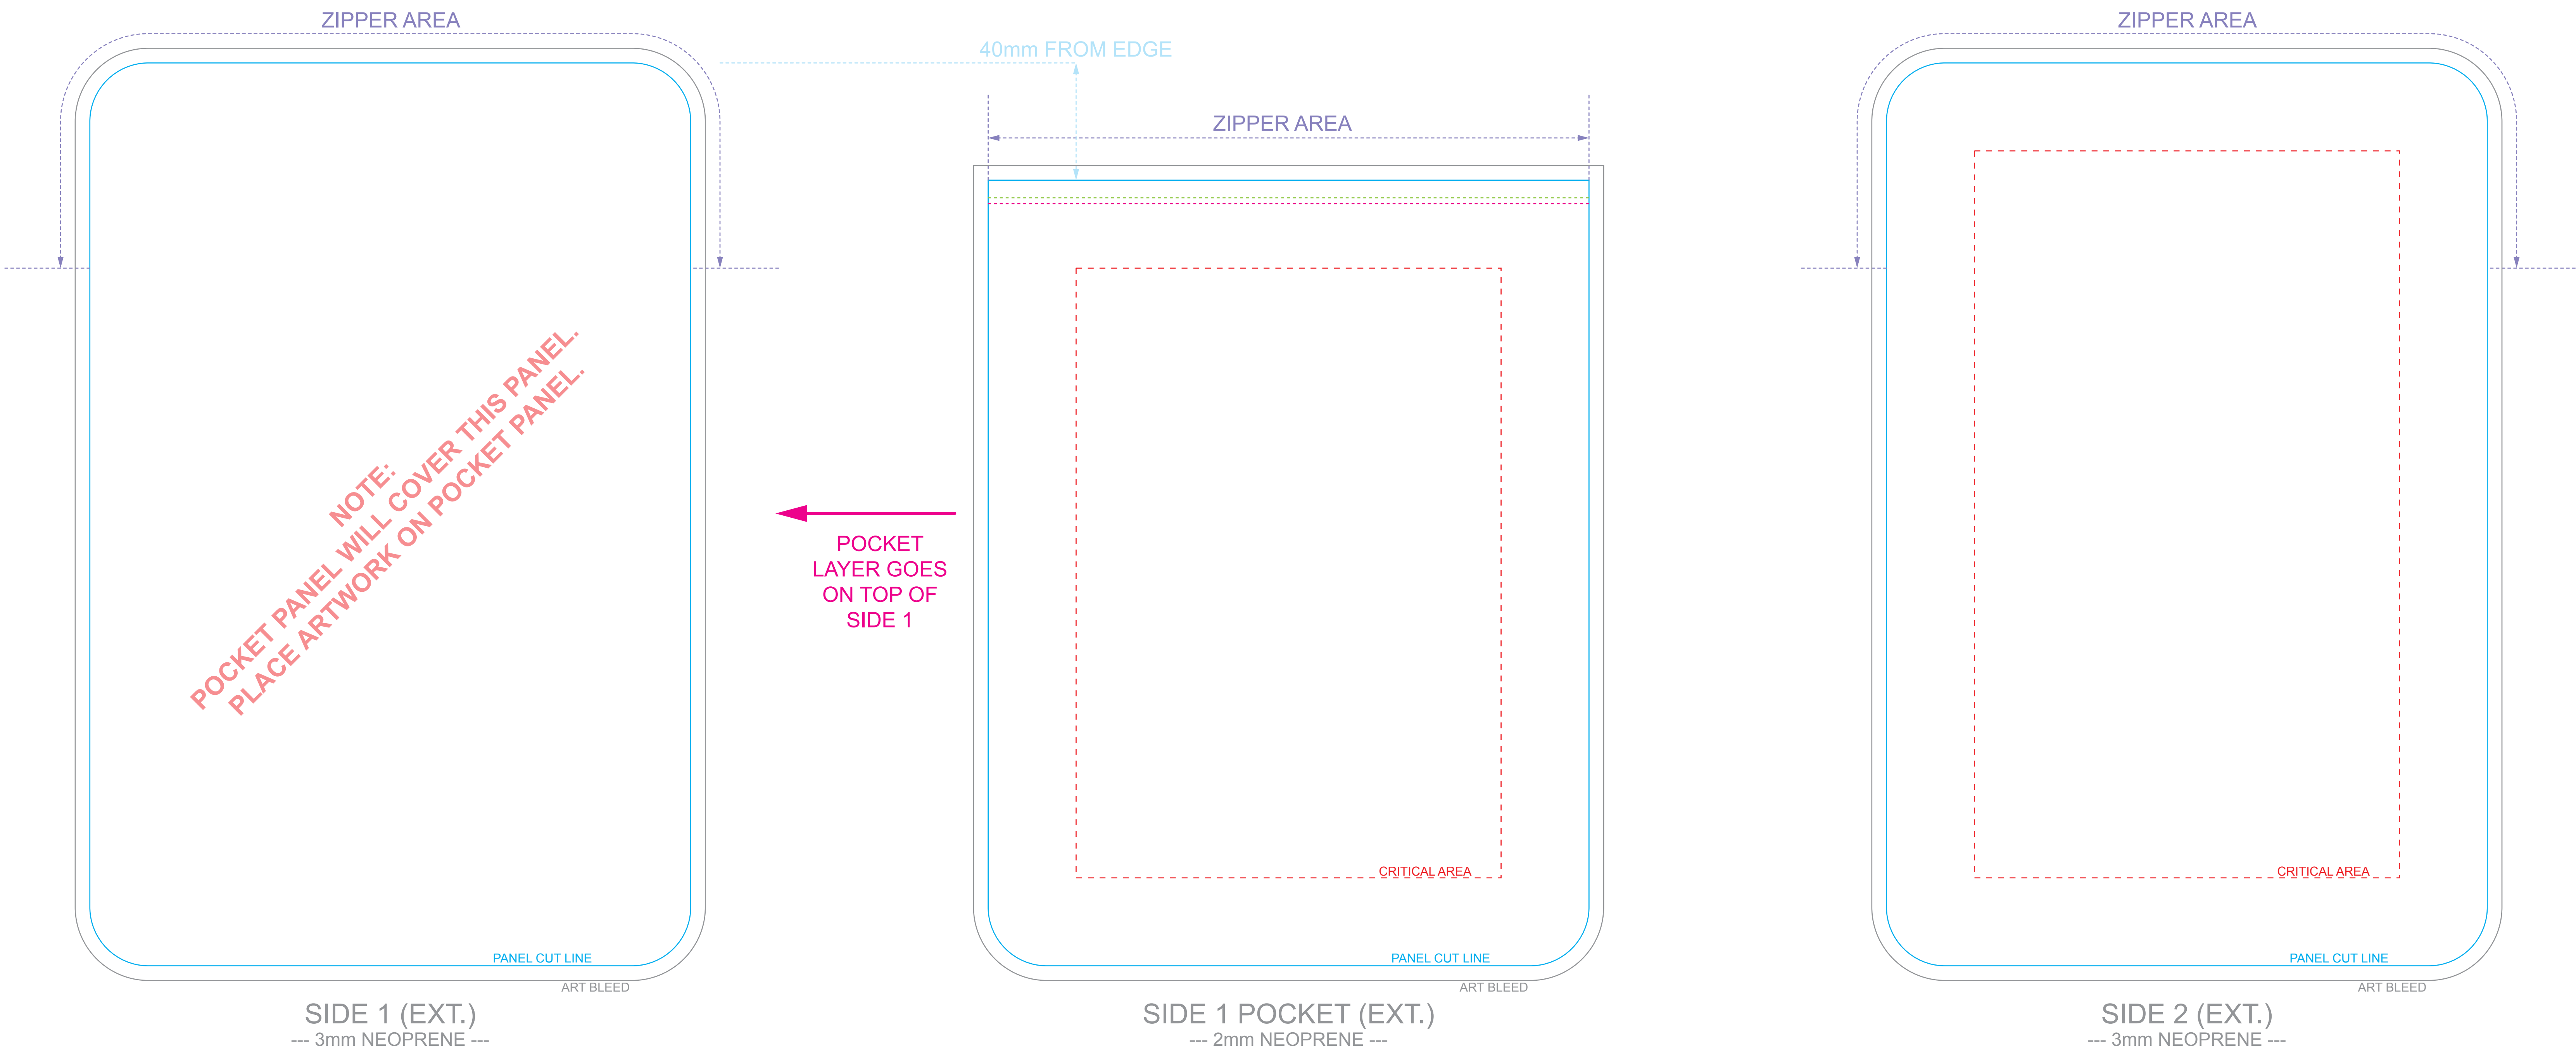 ZIPPER AREA
NOTE:
POCKET PANEL WILL COVER THIS PANEL.
PLACE ARTWORK ON POCKET PANEL.
PANEL CUT LINE
ART BLEED
SIDE 1 (EXT.)
--- 3mm NEOPRENE ---
40mm FROM EDGE
ZIPPER AREA
POCKET
LAYER GOES
ON TOP OF
SIDE 1
CRITICAL AREA
PANEL CUT LINE
ART BLEED
SIDE 1 POCKET (EXT.)
--- 2mm NEOPRENE ---
ZIPPER AREA
CRITICAL AREA
PANEL CUT LINE
ART BLEED
SIDE 2 (EXT.)
--- 3mm NEOPRENE ---